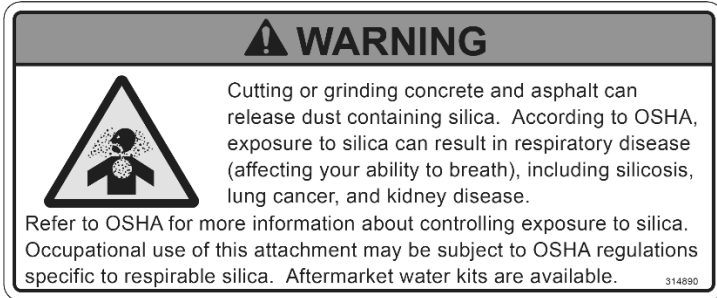 WARNING
Cutting or grinding concrete and asphalt can
release dust containing silica.  According to OSHA,
exposure to silica can result in respiratory disease
(affecting your ability to breath), including silicosis,
lung cancer, and kidney disease.
Refer to OSHA for more information about controlling exposure to silica.
Occupational use of this attachment may be subject to OSHA regulations
specific to respirable silica.  Aftermarket water kits are available.
314890